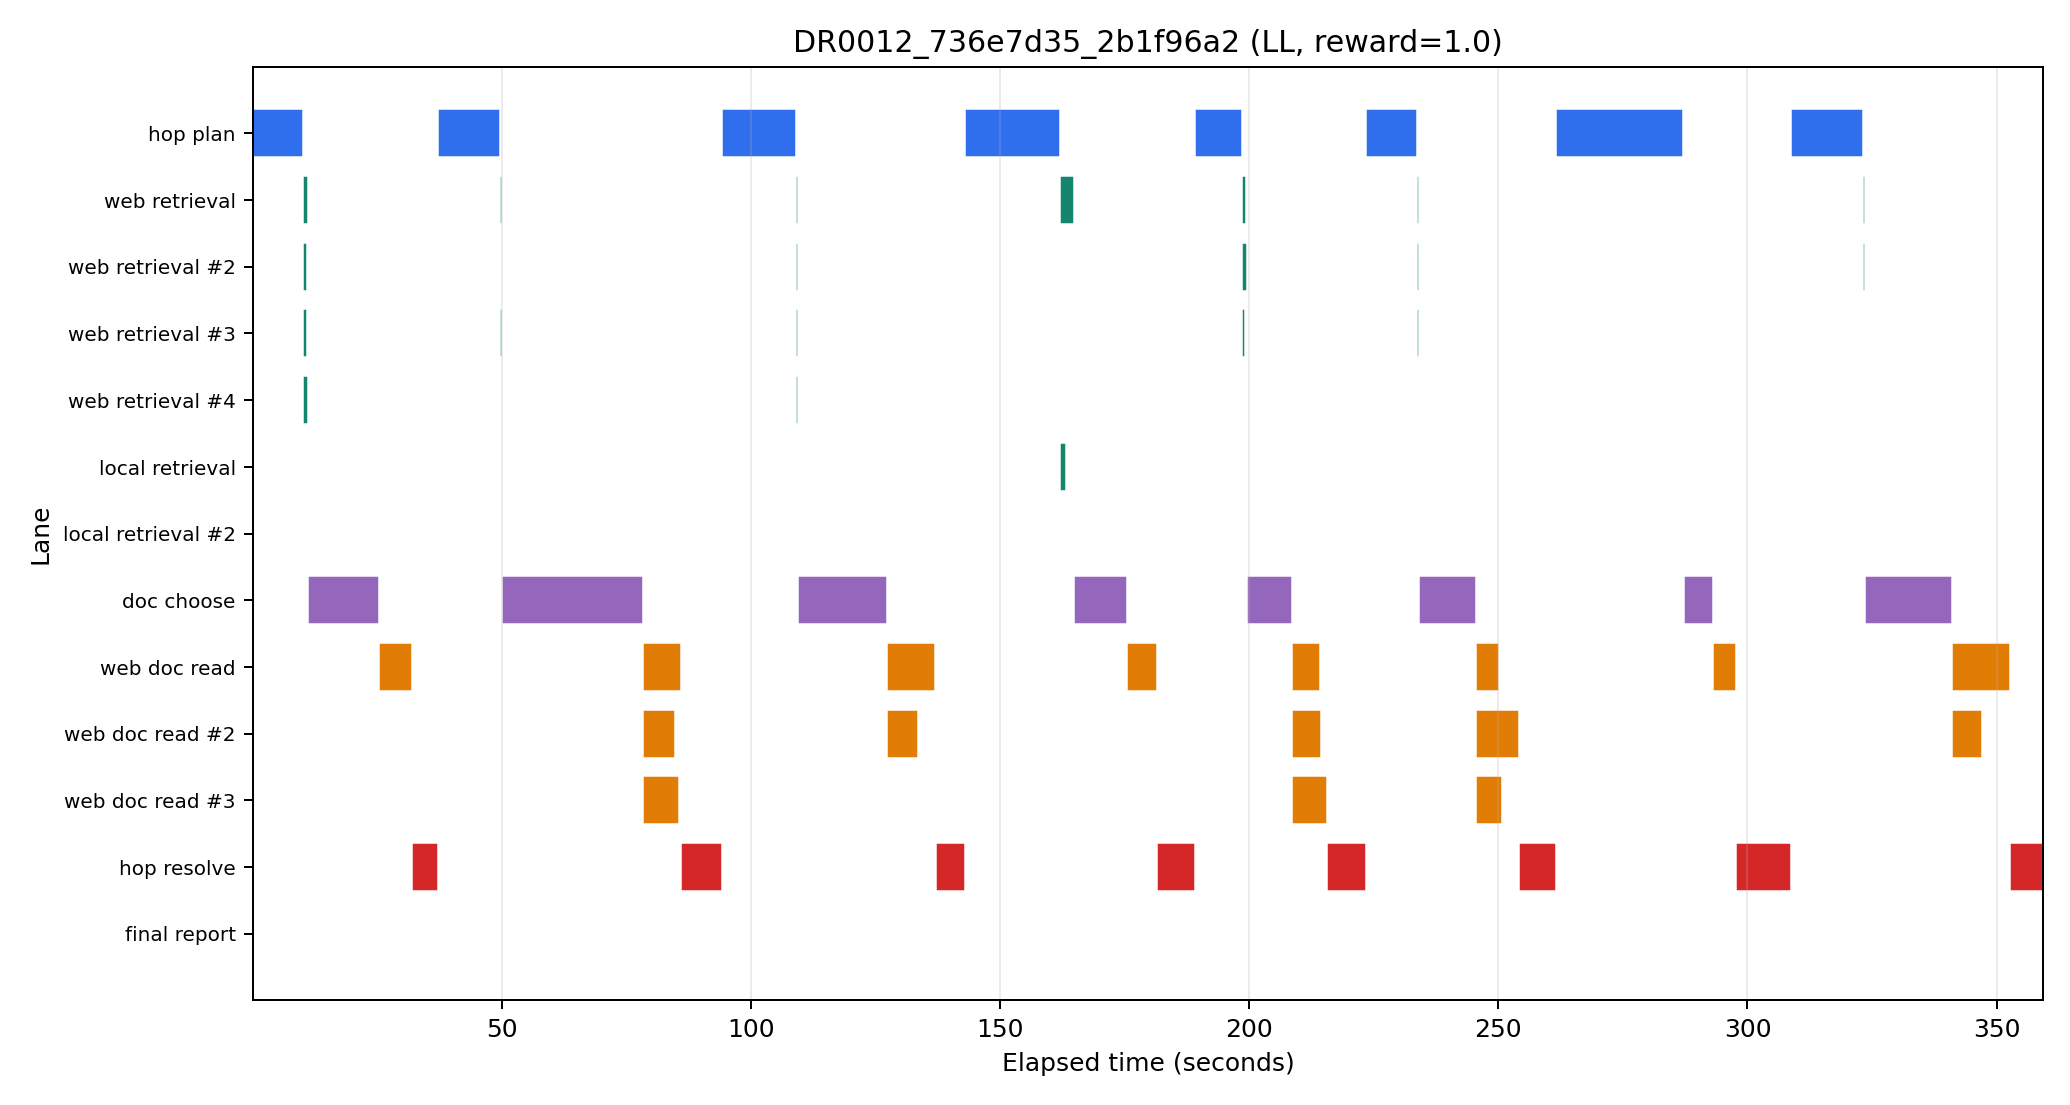 DR0012_736e7d35_2b1f96a2 (LL, reward=1.0)
hop plan
web retrieval
web retrieval #2
web retrieval #3
web retrieval #4
local retrieval
local retrieval #2
doc choose
web doc read
web doc read #2
web doc read #3
hop resolve
final report
Lane
50 100 150 200 250 300 350
Elapsed time (seconds)